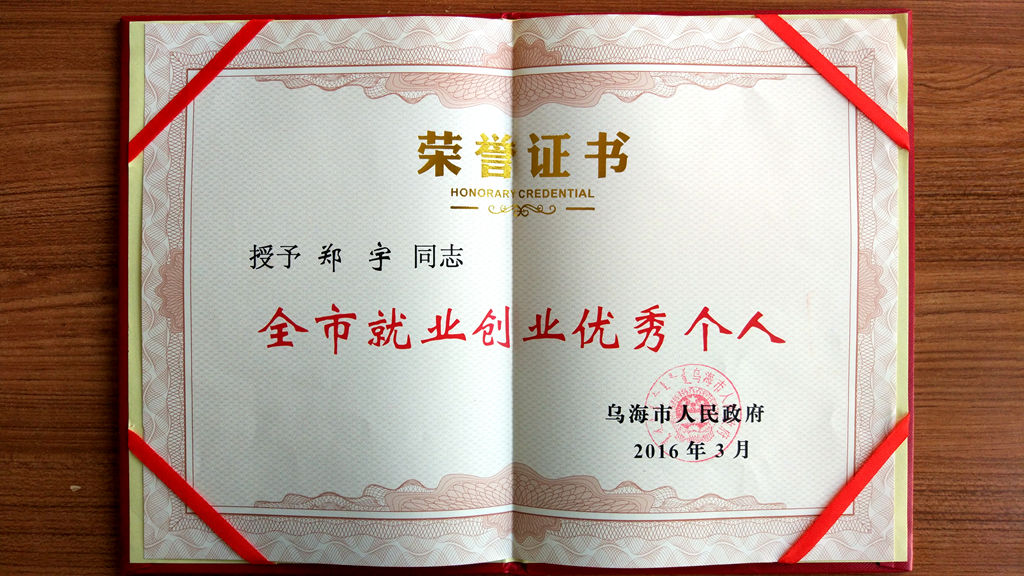 荣誉证书
HONORARY CREDENTIAL
授予 郑 宇 同志
全市就业创业优秀个人
乌海市人民政府
2016 年 3 月